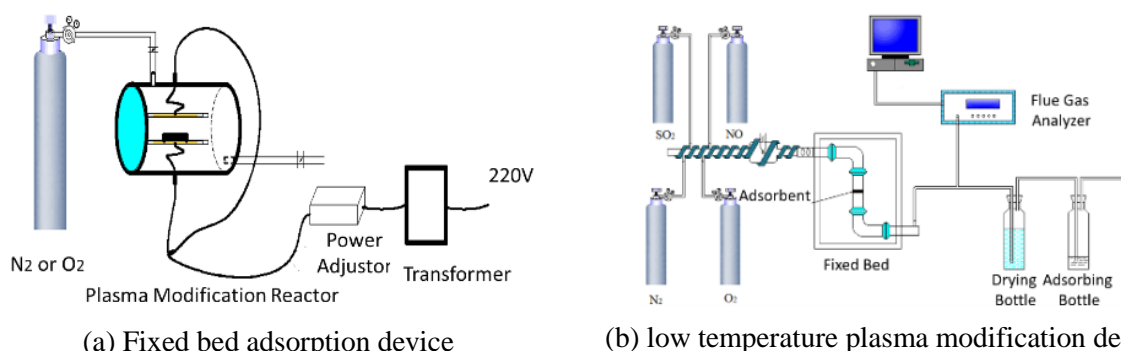 N2 or O2
Plasma Modification Reactor
Power
Adjustor
Transformer
220V
(a) Fixed bed adsorption device
SO2
NO
N2
O2
Adsorbent
Fixed Bed
Flue Gas
Analyzer
Drying
Bottle
Adsorbing
Bottle
(b) low temperature plasma modification de